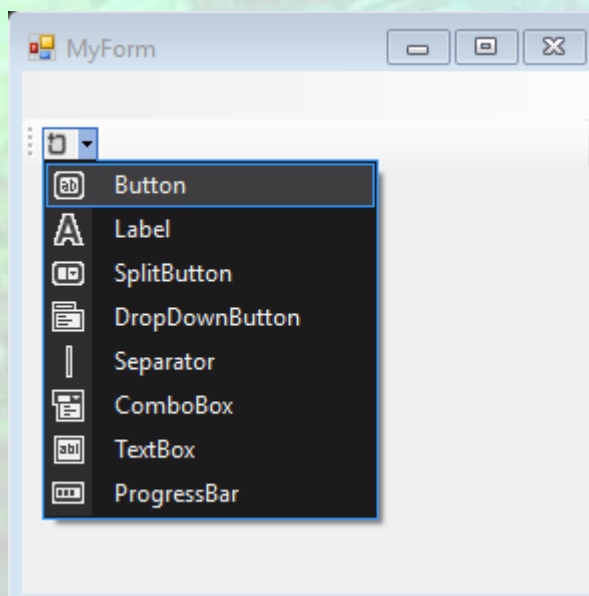 MyForm
Button
Label
SplitButton
DropDownButton
Separator
ComboBox
TextBox
ProgressBar